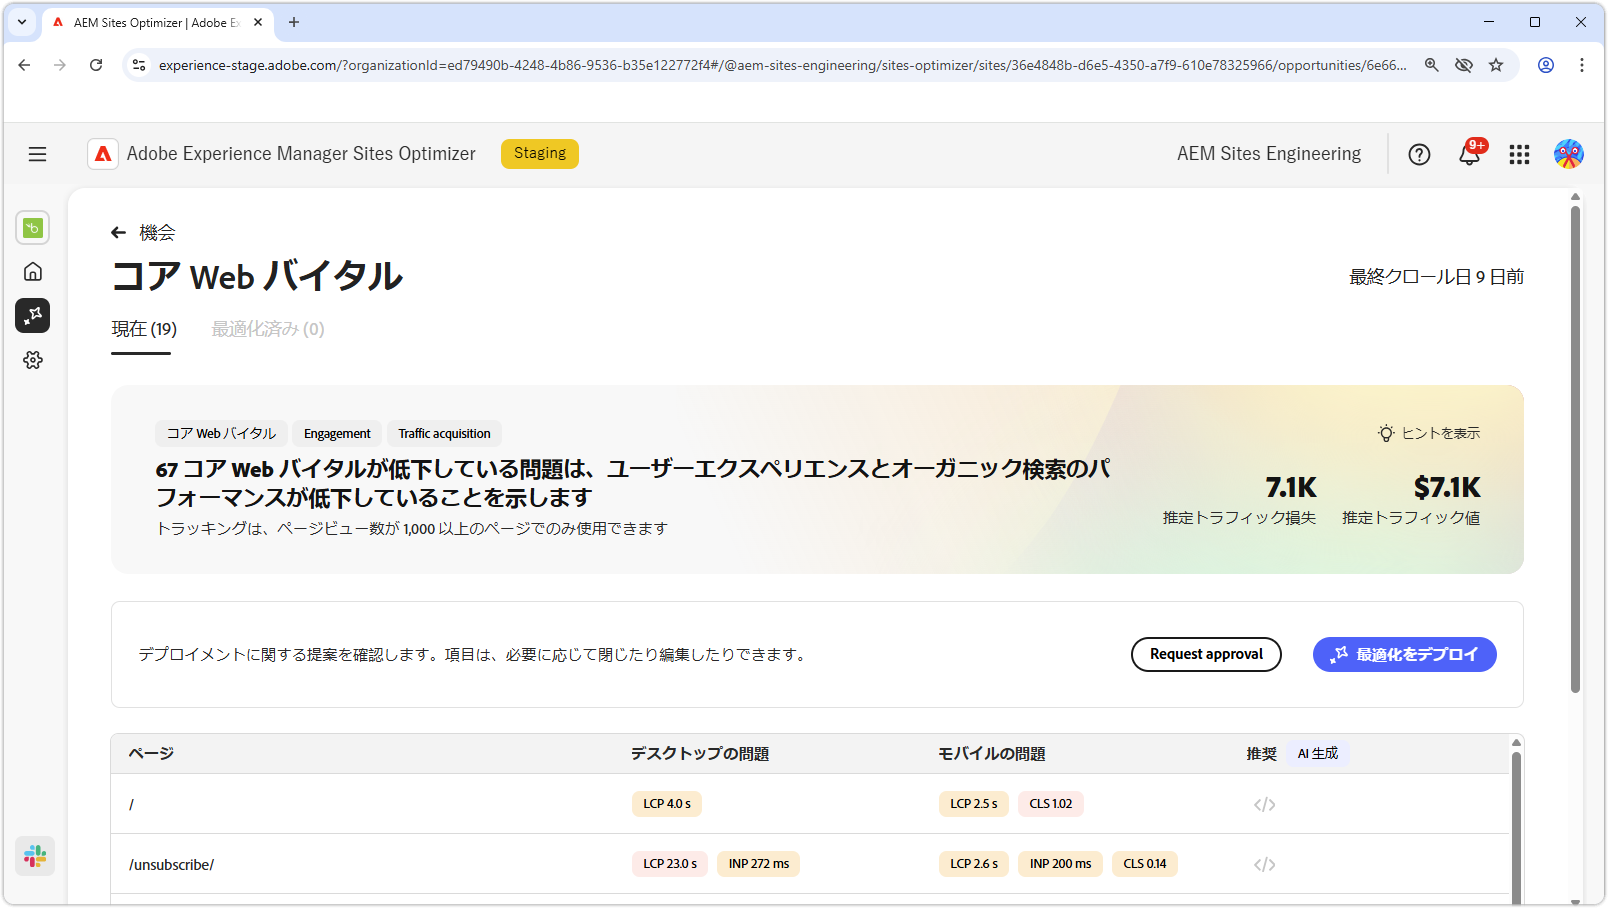 AEM Sites Optimizer | Adobe Ex
experience-stage.adobe.com/?organizationId=ed79490b-4248-4b86-9536-b35e122772f4#/@aem-sites-engineering/sites-optimizer/sites/36e4848b-d6e5-4350-a7f9-610e78325966/opportunities/6e66...
Adobe Experience Manager Sites Optimizer
Staging
AEM Sites Engineering
9+
機会
コア Web バイタル
最終クロール日 9 日前
現在 (19)
最適化済み (0)
コア Web バイタル
Engagement
Traffic acquisition
ヒントを表示
67 コア Web バイタルが低下している問題は、ユーザーエクスペリエンスとオーガニック検索のパ
フォーマンスが低下していることを示します
トラッキングは、ページビュー数が 1,000 以上のページでのみ使用できます
7.1K
推定トラフィック損失
$7.1K
推定トラフィック値
デプロイメントに関する提案を確認します。項目は、必要に応じて閉じたり編集したりできます。
Request approval
最適化をデプロイ
ページ
デスクトップの問題
モバイルの問題
推奨
AI 生成
/
LCP 4.0 s
LCP 2.5 s
CLS 1.02
/unsubscribe/
LCP 23.0 s
INP 272 ms
LCP 2.6 s
INP 200 ms
CLS 0.14